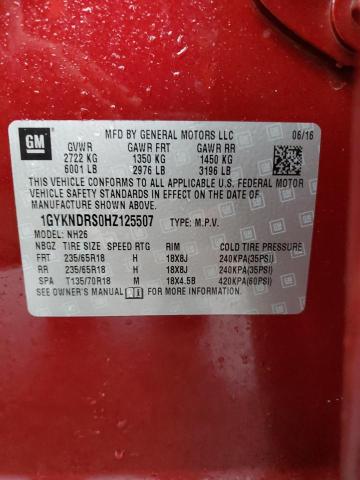 GM
MFD BY GENERAL MOTORS LLC 06/16
GVWR GAWR FRT GAWR RR
2722 KG 1350 KG 1450 KG
6001 LB 2976 LB 3196 LB
THIS VEHICLE CONFORMS TO ALL APPLICABLE U.S. FEDERAL MOTOR
VEHICLE SAFETY STANDARDS IN EFFECT ON THE DATE OF
MANUFACTURE SHOWN ABOVE.
1GYKNDRS0HZ125507 TYPE: M.P.V.
MODEL: NH26
NBGZ TIRE SIZE SPEED RTG RIM COLD TIRE PRESSURE
FRT 235/65R18 H 18X8J 240KPA(35PSI)
RR 235/65R18 H 18X8J 240KPA(35PSI)
SPA T135/70R18 M 18X4.5B 420KPA(60PSI)
SEE OWNER'S MANUAL FOR MORE INFORMATION